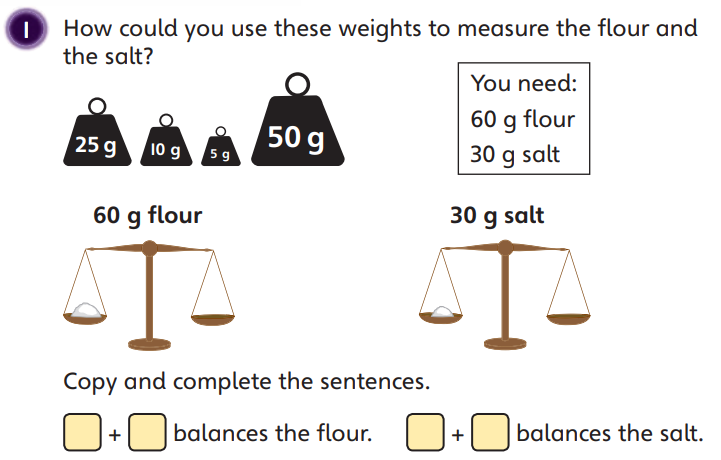 1 How could you use these weights to measure the flour and
the salt?
You need:
60 g flour
30 g salt
25 g 10 g 5 g 50 g
60 g flour 30 g salt
Copy and complete the sentences.
+ balances the flour. + balances the salt.